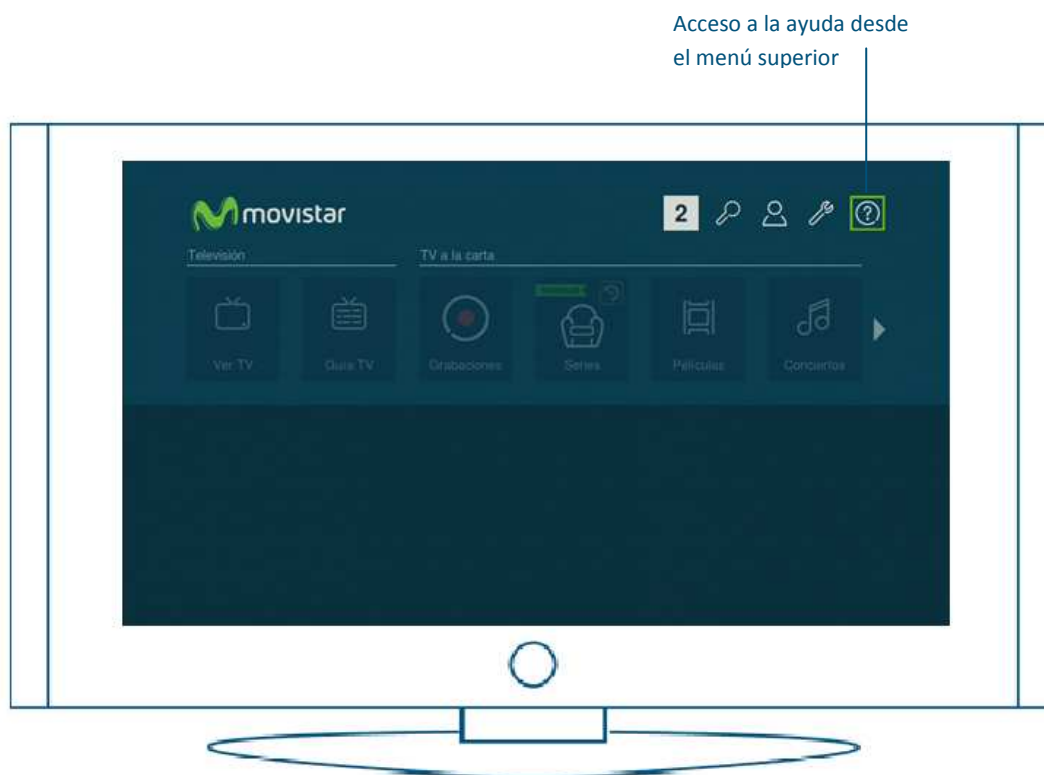 Acceso a la ayuda desde
el menú superior
movistar
2
?
Televisión
TV a la carta
Ver TV
Guía TV
Grabaciones
Series
Películas
Conciertos